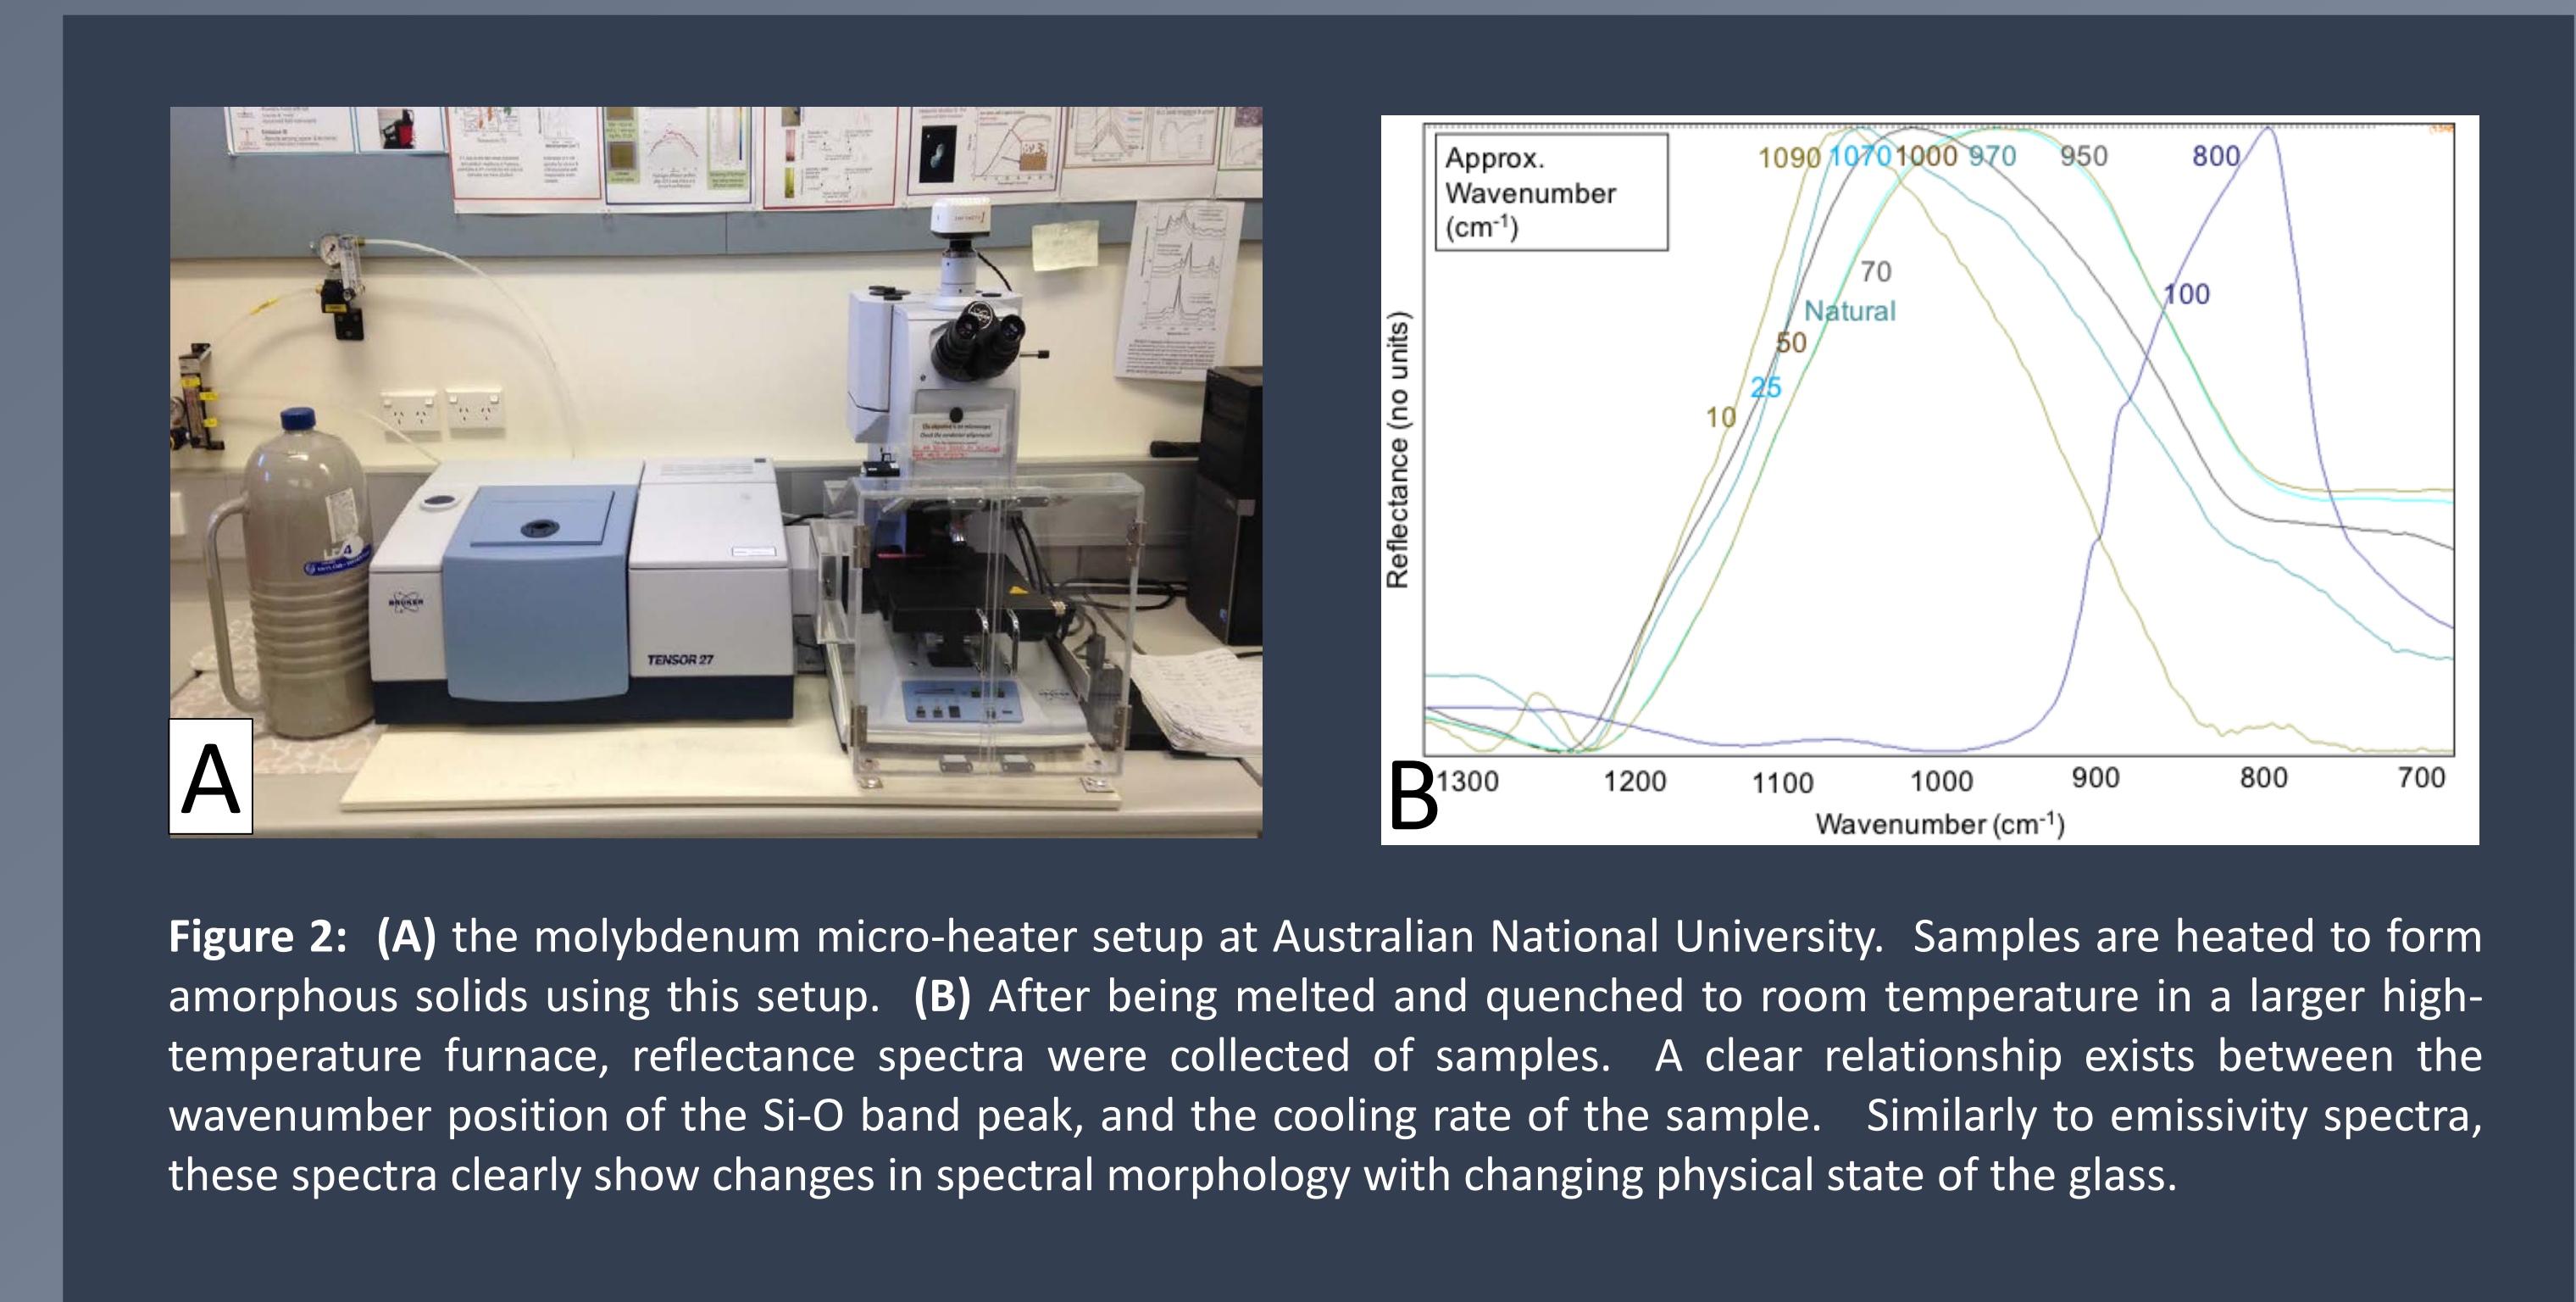 BRUKER
TENSOR 27
A
Approx.
Wavenumber
(cm-1)
1090 1070 1000 970 950 800
70
100
Natural
50
25
10
Reflectance (no units)
1300 1200 1100 1000 900 800 700
Wavenumber (cm-1)
B
Figure 2: (A) the molybdenum micro-heater setup at Australian National University. Samples are heated to form
amorphous solids using this setup. (B) After being melted and quenched to room temperature in a larger high-
temperature furnace, reflectance spectra were collected of samples. A clear relationship exists between the
wavenumber position of the Si-O band peak, and the cooling rate of the sample. Similarly to emissivity spectra,
these spectra clearly show changes in spectral morphology with changing physical state of the glass.